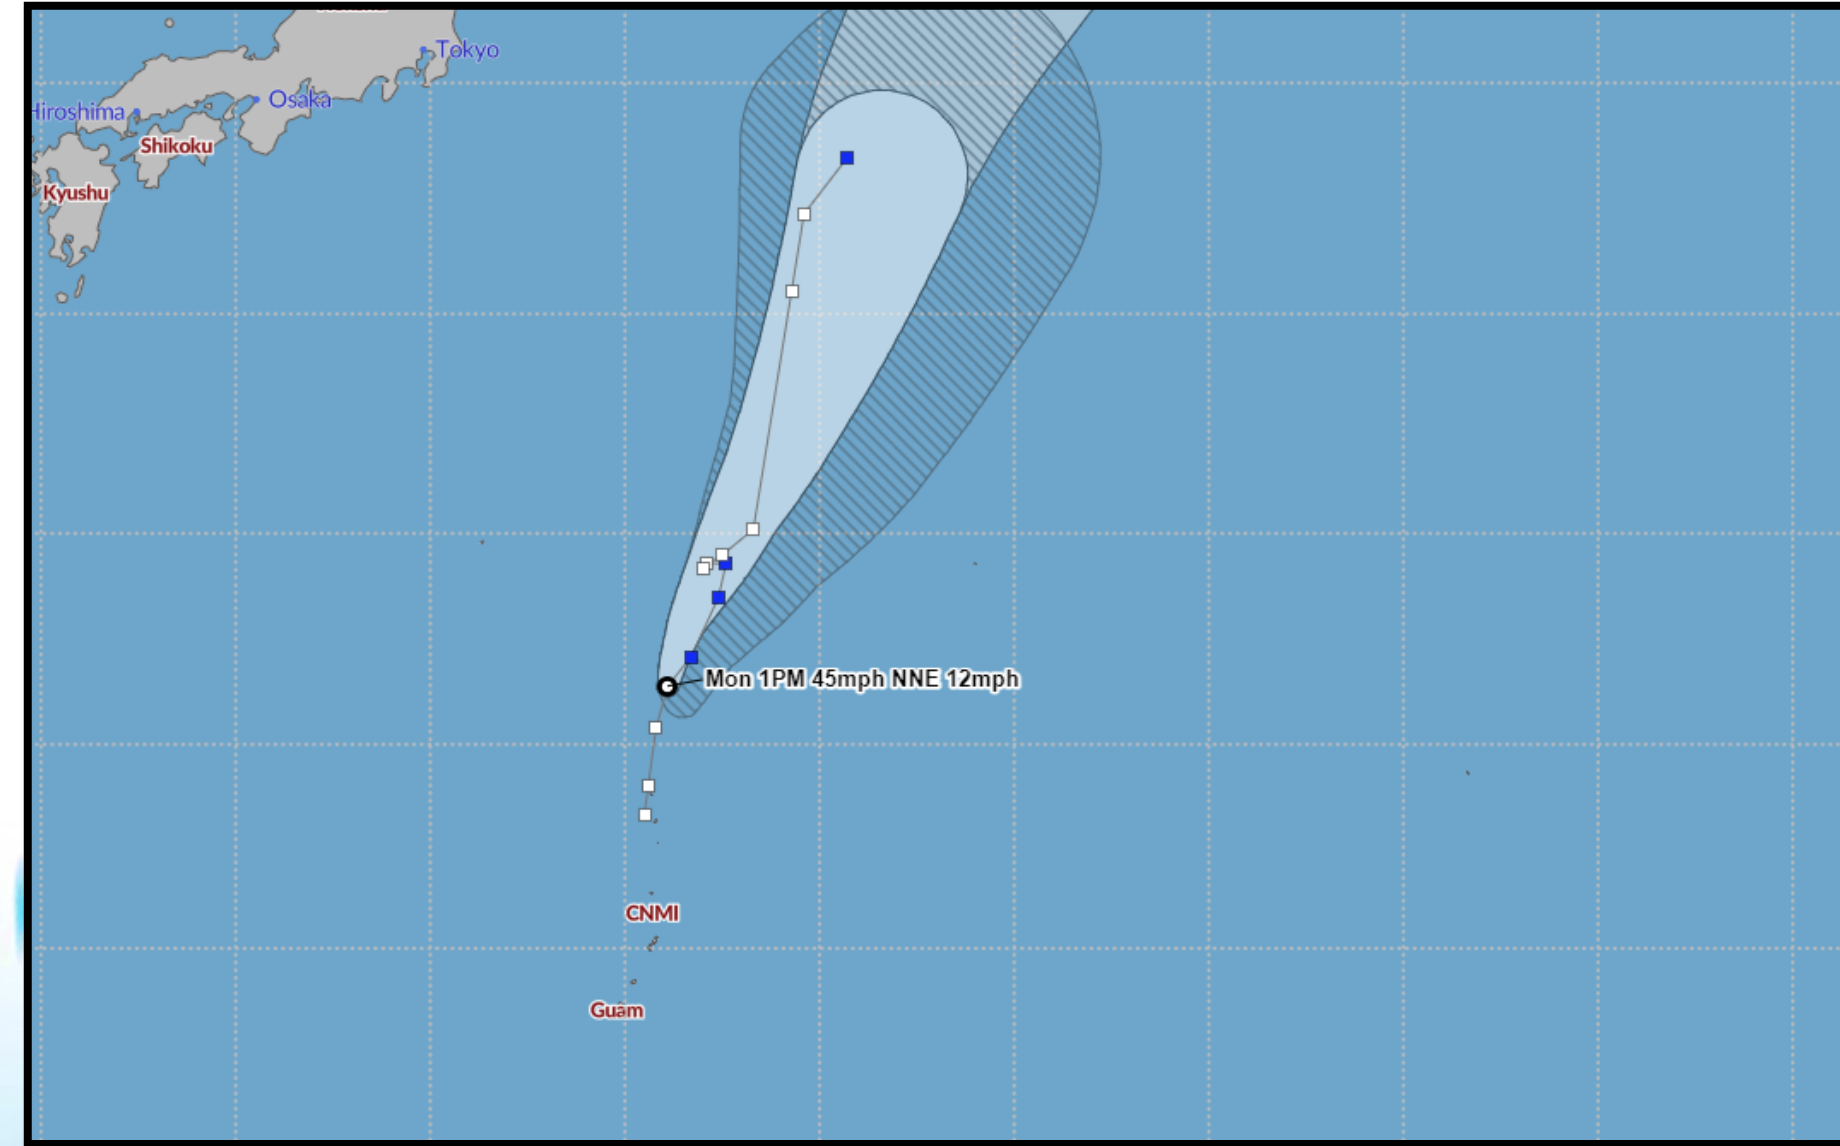 Tokyo
Osaka
Hiroshima
Shikoku
Kyushu
Mon 1PM 45mph NNE 12mph
CNMI
Guam